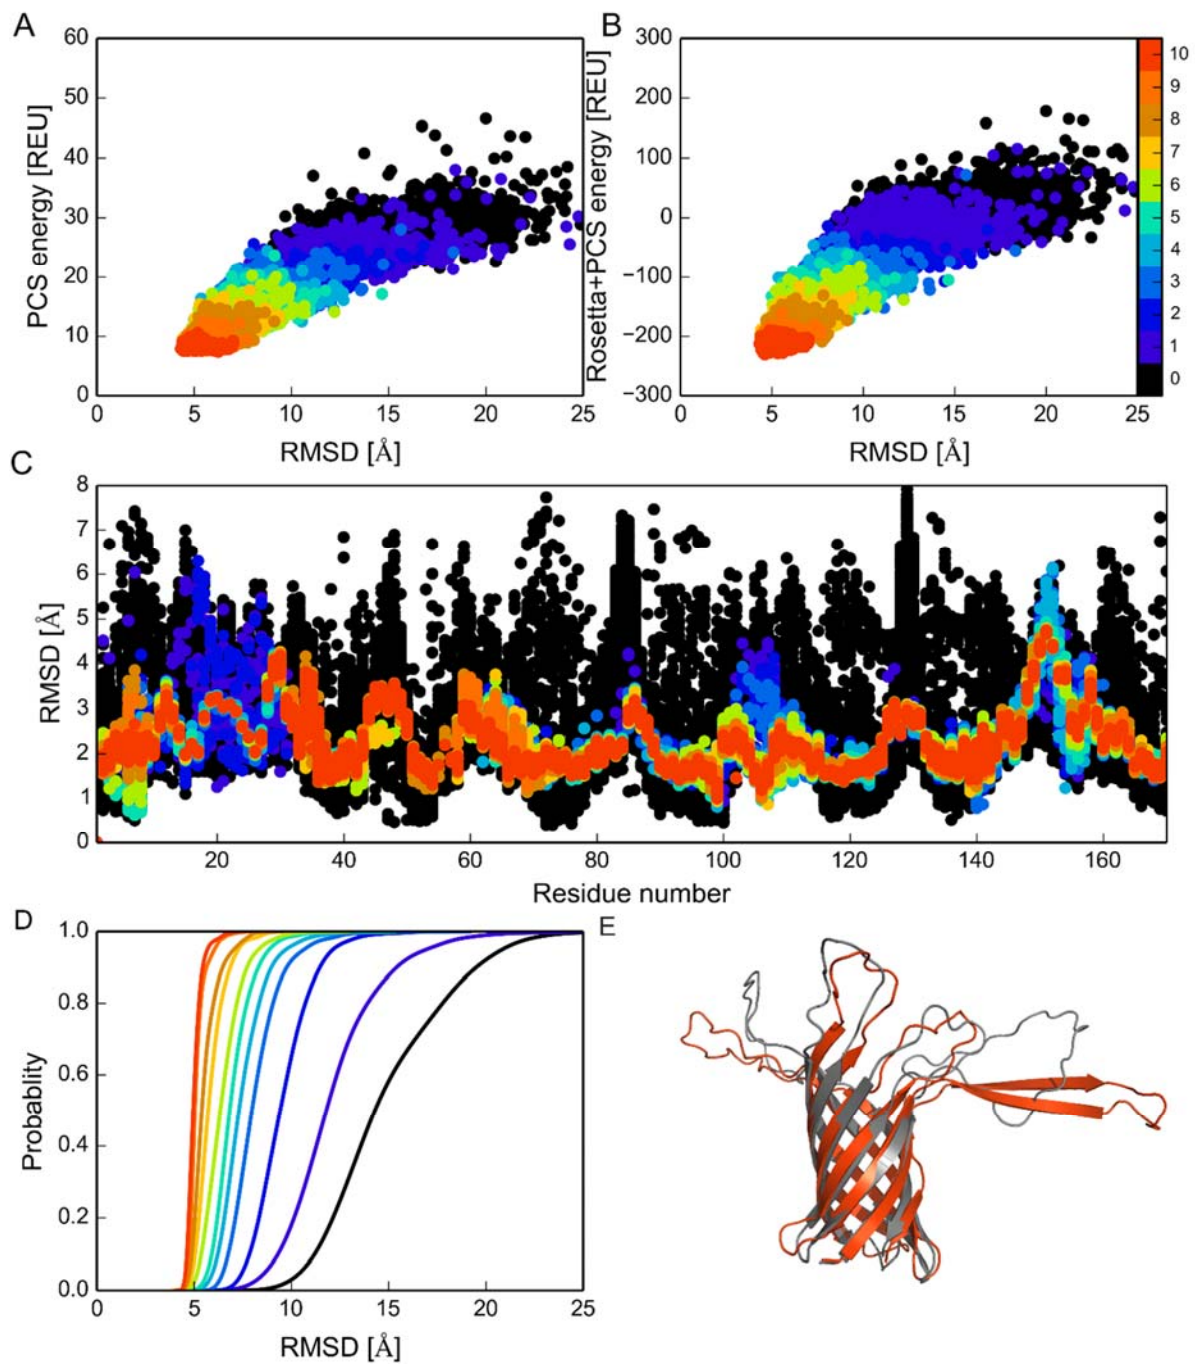 A
B
60
50
40
30
20
10
0
PCS energy [REU]
0 5 10 15 20 25
RMSD [Å]
300
200
100
0
−100
−200
−300
Rosetta+PCS energy [REU]
0 5 10 15 20 25
RMSD [Å]
10
9
8
7
6
5
4
3
2
1
0
C
8
7
6
5
4
3
2
1
0
RMSD [Å]
20 40 60 80 100 120 140 160
Residue number
D
1.0
0.8
0.6
0.4
0.2
0.0
Probablity
0 5 10 15 20 25
RMSD [Å]
E